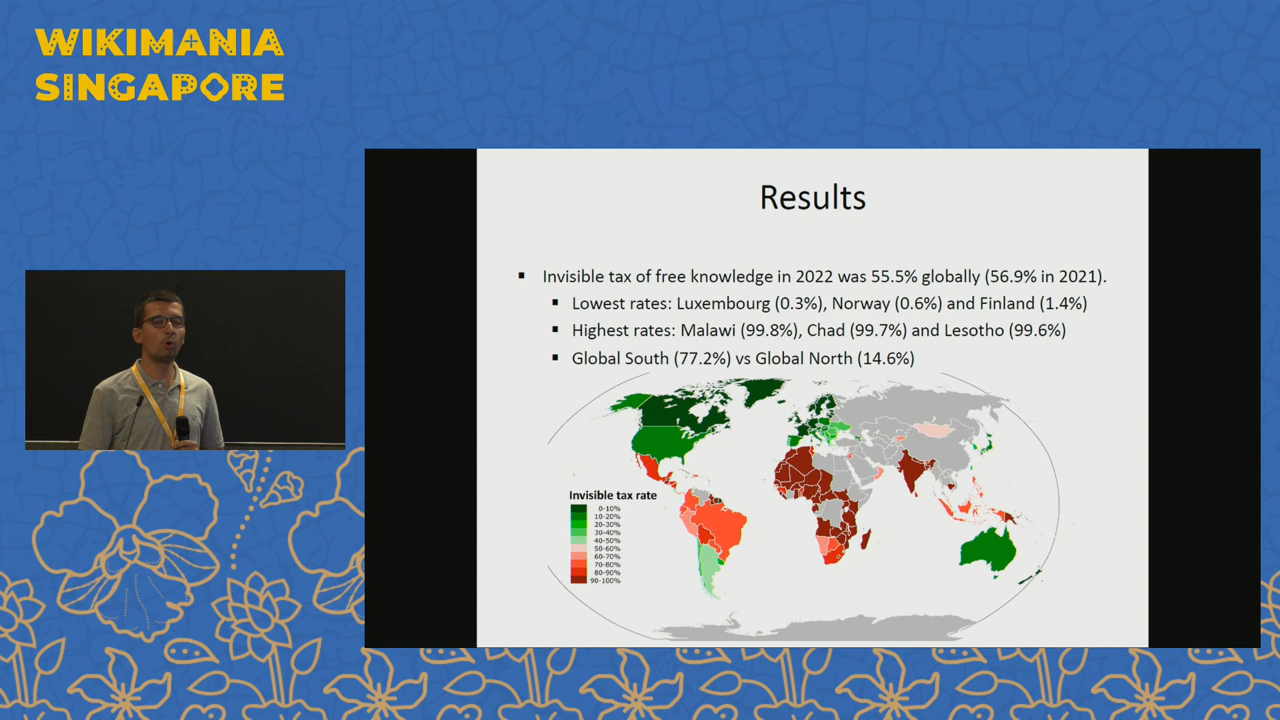 WIKIMANIA
SINGAPORE
Results
▪ Invisible tax of free knowledge in 2022 was 55.5% globally (56.9% in 2021).
▪ Lowest rates: Luxembourg (0.3%), Norway (0.6%) and Finland (1.4%)
▪ Highest rates: Malawi (99.8%), Chad (99.7%) and Lesotho (99.6%)
▪ Global South (77.2%) vs Global North (14.6%)
Invisible tax rate
0-10%
10-20%
20-30%
30-40%
40-50%
50-60%
60-70%
70-80%
80-90%
90-100%